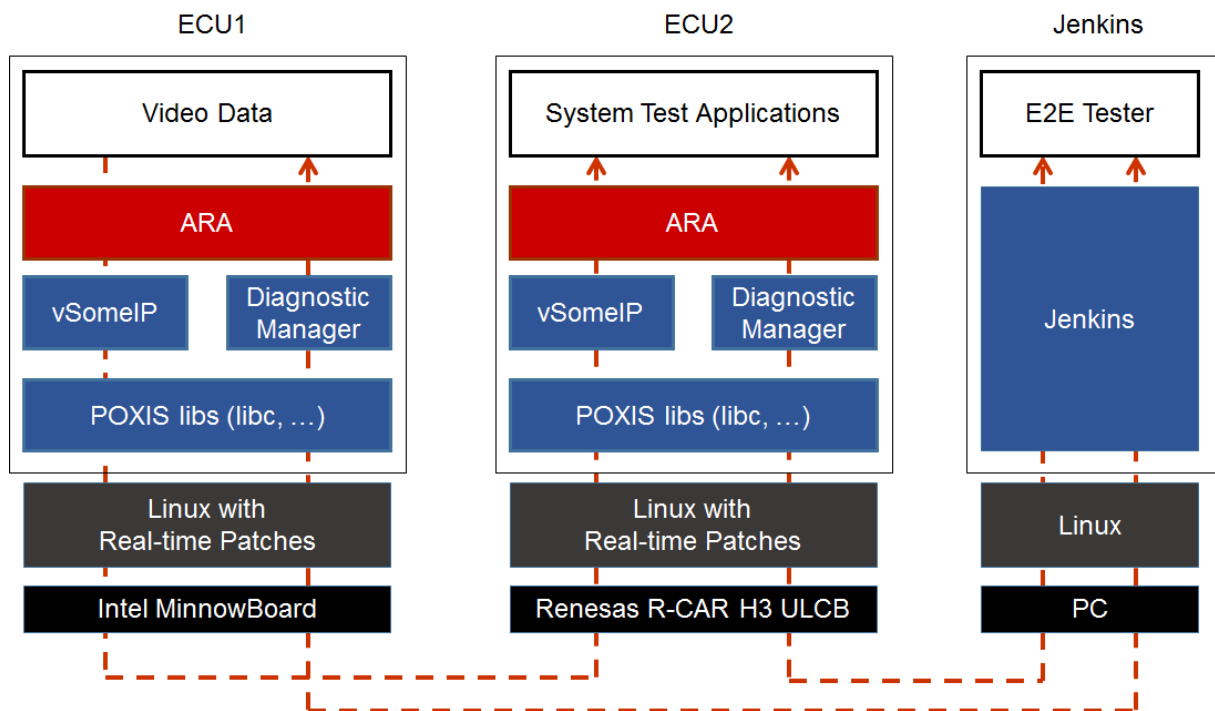 ECU1
Video Data
ARA
vSomeIP
Diagnostic
Manager
POXIS libs (libc, …)
Linux with
Real-time Patches
Intel MinnowBoard
ECU2
System Test Applications
ARA
vSomeIP
Diagnostic
Manager
POXIS libs (libc, …)
Linux with
Real-time Patches
Renesas R-CAR H3 ULCB
Jenkins
E2E Tester
Jenkins
Linux
PC